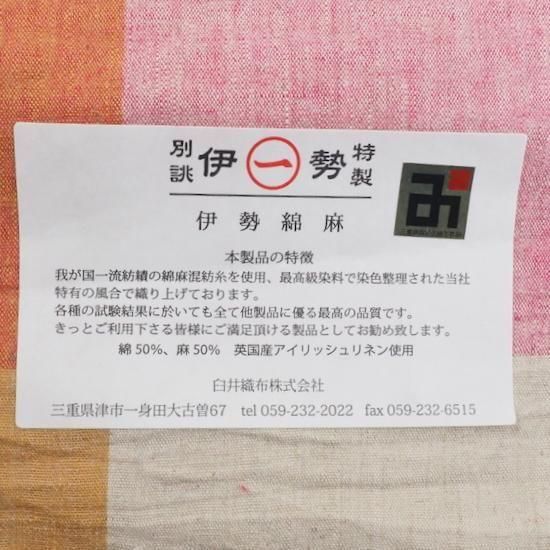 別誂 伊 一 勢 特製
伊勢綿麻
本製品の特徴
我が国一流紡績の綿麻混紡糸を使用、最高級染料で染色整理された当社
特有の風合で織り上げております。
各種の試験結果に於いても全て他製品に優る最高の品質です。
きっとご利用下さる皆様にご満足頂ける製品としてお勧め致します。
綿50%、麻50% 英国産アイリッシュリネン使用
臼井織布株式会社
三重県津市一身田大古曽67 tel 059-232-2022 fax 059-232-6515